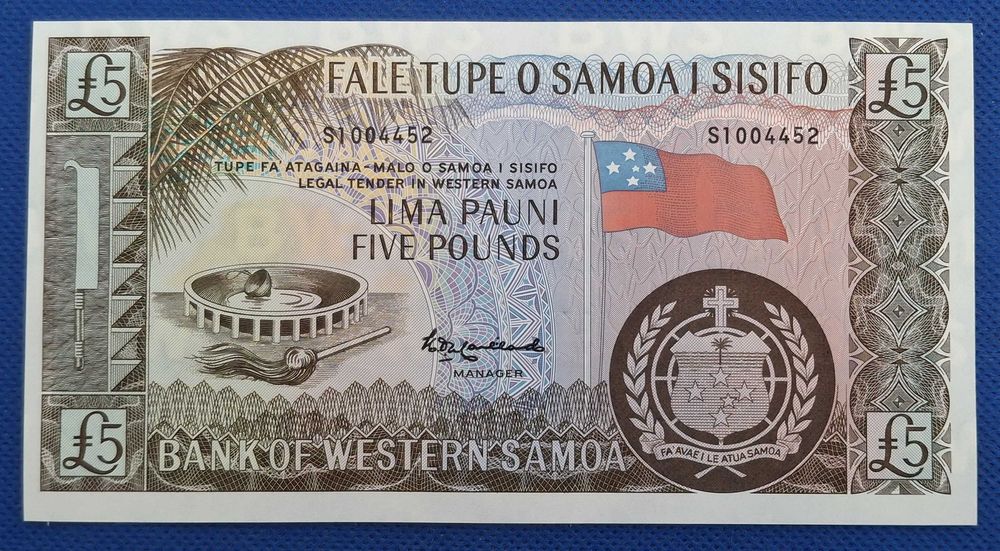 £5
£5
FALE TUPE O SAMOA I SISIFO
S1004452 S1004452
TUPE FA'ATAGAINA-MALO O SAMOA I SISIFO
LEGAL TENDER IN WESTERN SAMOA
LIMA PAUNI
FIVE POUNDS
MANAGER
£5
£5
BANK OF WESTERN SAMOA
FA'AVAE I LE ATUA SAMOA